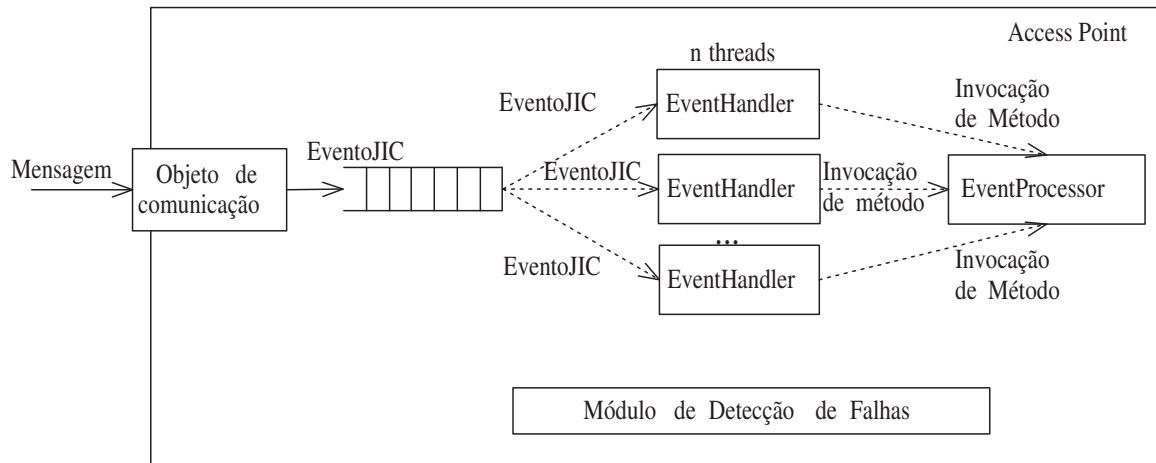 Access Point
n threads
EventoJIC
EventHandler
Invocação
de Método
Mensagem
Objeto de
comunicação
EventoJIC
EventoJIC
EventHandler
Invocação
de método
EventProcessor
...
EventoJIC
EventHandler
Invocação
de Método
Módulo de Detecção de Falhas